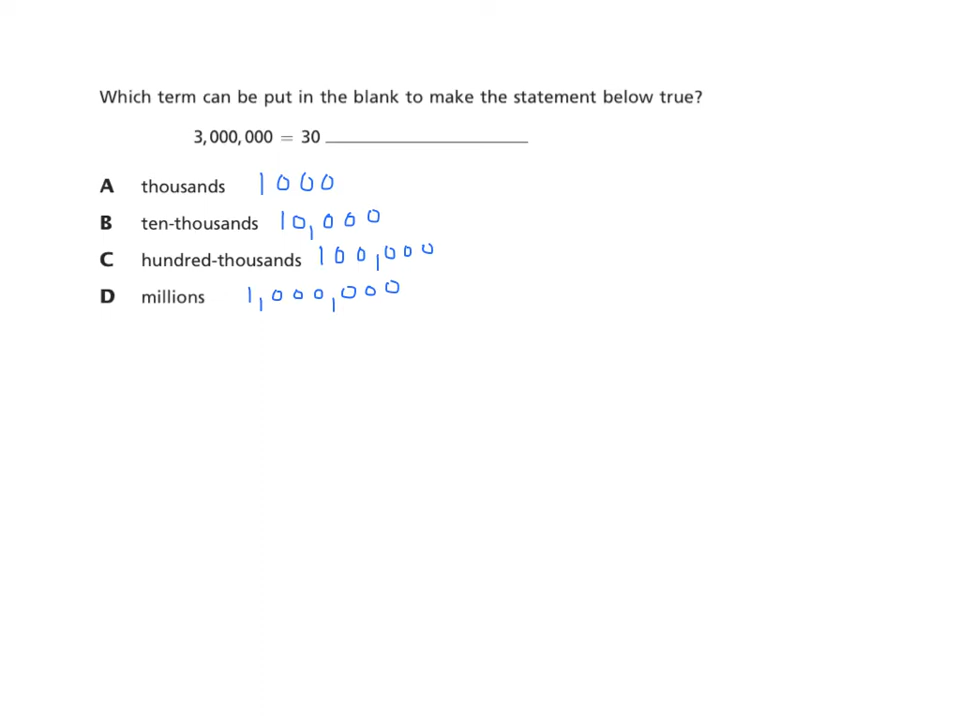 Which term can be put in the blank to make the statement below true?
3,000,000 = 30
A thousands 1000
B ten-thousands 10,000
C hundred-thousands 100,000
D millions 1,000,000